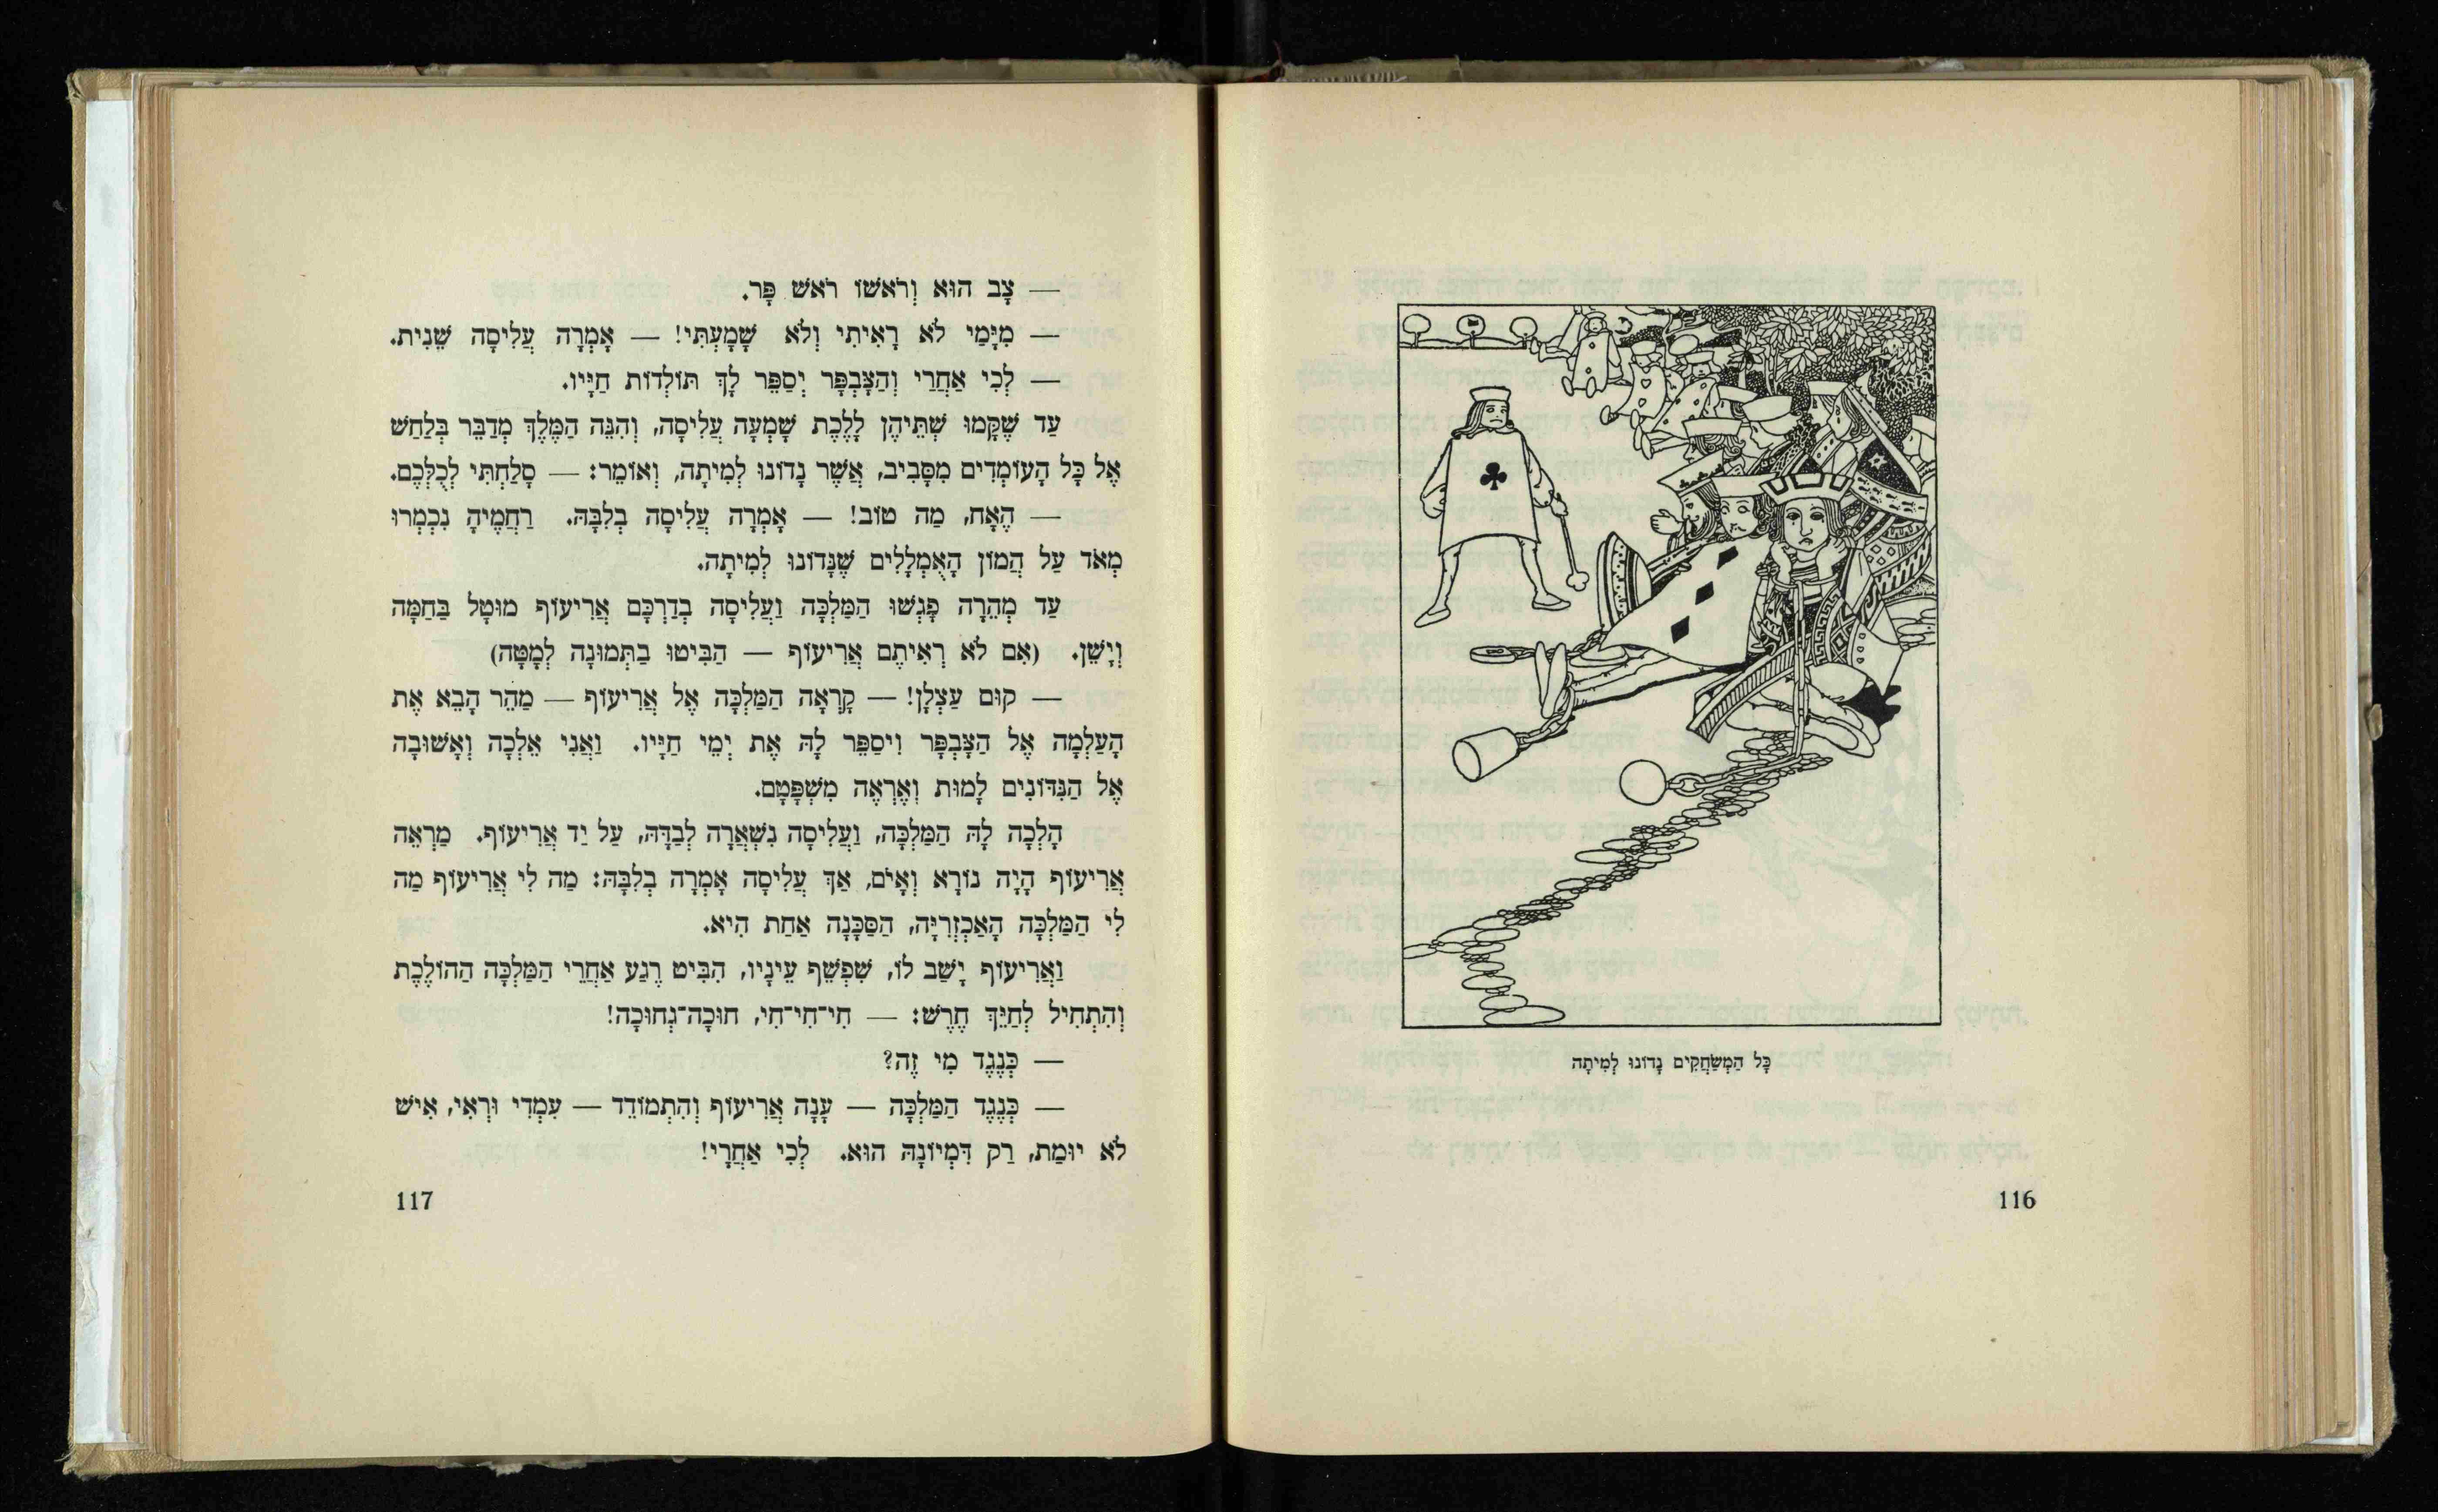 כָּל הַמְשַׂחֲקִים נָדוֹנוּ לְמִיתָה
116
— צָב הוּא וְרֹאשׁוֹ רֹאשׁ פָּר.
— מִיָּמַי לֹא רָאִיתִי וְלֹא שָׁמָעְתִּי! — אָמְרָה עֲלִיסָה שֵׁנִית.
— לְכִי אַחֲרַי וְהַצָּבְפָּר יְסַפֵּר לָךְ תּוֹלְדוֹת חַיָּיו.
עַד שֶׁקָּמוּ שְׁתֵּיהֶן לָלֶכֶת שָׁמְעָה עֲלִיסָה, וְהִנֵּה הַמֶּלֶךְ מְדַבֵּר בְּלַחַשׁ
אֶל כָּל הָעוֹמְדִים מִסָּבִיב, אֲשֶׁר נָדוֹנוּ לְמִיתָה, וְאוֹמֵר: — סָלַחְתִּי לְכֻלְּכֶם.
— הֶאָח, מַה טּוֹב! — אָמְרָה עֲלִיסָה בְלִבָּהּ. רַחֲמֶיהָ נִכְמְרוּ
מְאֹד עַל הֲמוֹן הָאֻמְלָלִים שֶׁנָּדוֹנוּ לְמִיתָה.
עַד מְהֵרָה פָּגְשׁוּ הַמַּלְכָּה וַעֲלִיסָה בְדַרְכָּם אֲרִיעוֹף מוּטָל בַּחַמָּה
וְיָשֵׁן. (אִם לֹא רְאִיתֶם אֲרִיעוֹף — הַבִּיטוּ בַתְּמוּנָה לְמָטָּה)
— קוּם עַצְלָן! — קָרְאָה הַמַּלְכָּה אֶל אֲרִיעוֹף — מַהֵר הָבֵא אֶת
הָעַלְמָה אֶל הַצָּבְפָּר וִיסַפֵּר לָהּ אֶת יְמֵי חַיָּיו. וַאֲנִי אֵלְכָה וְאָשׁוּבָה
אֶל הַנִּדּוֹנִים לָמוּת וְאֶרְאֶה מִשְׁפָּטָם.
הָלְכָה לָהּ הַמַּלְכָּה, וַעֲלִיסָה נִשְׁאֲרָה לְבַדָּהּ, עַל יַד אֲרִיעוֹף. מַרְאֵה
אֲרִיעוֹף הָיָה נוֹרָא וְאָיֹם, אַךְ עֲלִיסָה אָמְרָה בְלִבָּהּ: מַה לִּי אֲרִיעוֹף מַה
לִּי הַמַּלְכָּה הָאַכְזְרִיָּה, הַסַּכָּנָה אַחַת הִיא.
וַאֲרִיעוֹף יָשַׁב לוֹ, שִׁפְשֵׁף עֵינָיו, הִבִּיט רֶגַע אַחֲרֵי הַמַּלְכָּה הַהוֹלֶכֶת
וְהִתְחִיל לְחַיֵּךְ חֶרֶשׁ: — חִי־חִי־חִי, חוּכָה־גְחוּכָה!
— כְּנֶגֶד מִי זֶה?
— כְּנֶגֶד הַמַּלְכָּה — עָנָה אֲרִיעוֹף וְהִתְמוֹדֵד — עִמְדִי וּרְאִי, אִישׁ
לֹא יוּמַת, רַק דִּמְיוֹנָהּ הוּא. לְכִי אַחֲרָי!
117